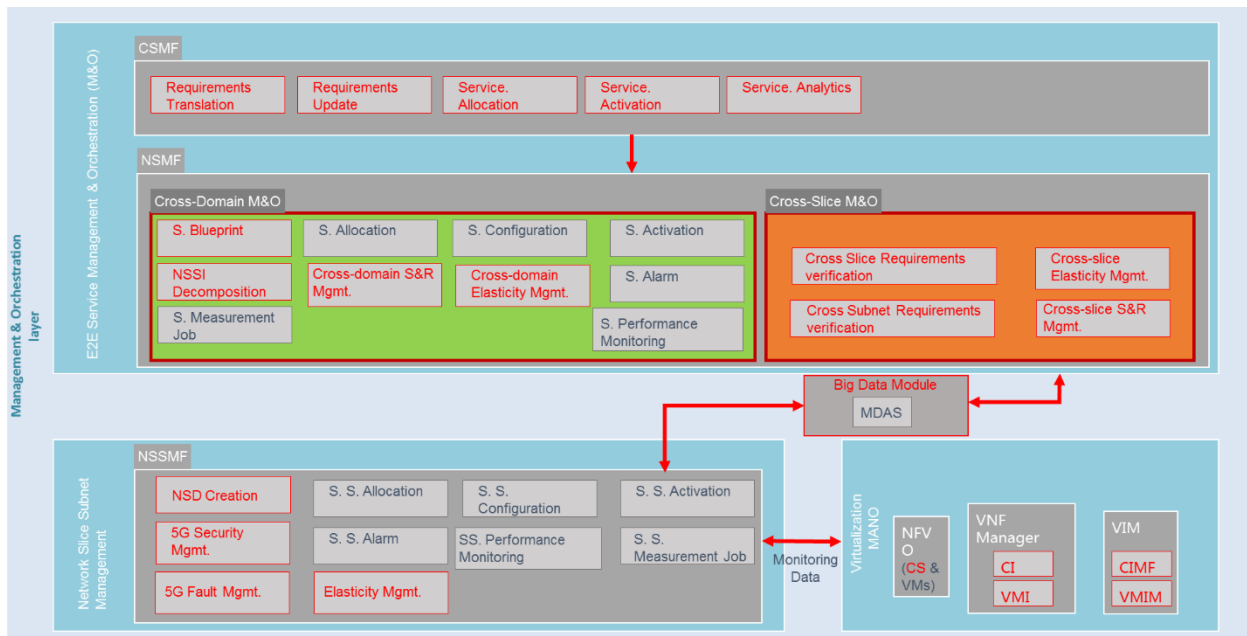 Management & Orchestration
layer
E2E Service Management & Orchestration (M&O)
CSMF
Requirements
Translation
Requirements
Update
Service.
Allocation
Service.
Activation
Service. Analytics
NSMF
Cross-Domain M&O
S. Blueprint
S. Allocation
S. Configuration
S. Activation
NSSI
Decomposition
Cross-domain S&R
Mgmt.
Cross-domain
Elasticity Mgmt.
S. Alarm
S. Measurement
Job
S. Performance
Monitoring
Cross-Slice M&O
Cross Slice Requirements
verification
Cross-slice
Elasticity Mgmt.
Cross Subnet Requirements
verification
Cross-slice S&R
Mgmt.
Big Data Module
MDAS
Network Slice Subnet
Management
NSSMF
NSD Creation
S. S. Allocation
S. S.
Configuration
S. S. Activation
5G Security
Mgmt.
S. S. Alarm
SS. Performance
Monitoring
S. S.
Measurement Job
5G Fault Mgmt.
Elasticity Mgmt.
Monitoring
Data
Virtualization
MANO
NFV
O
(CS &
VMs)
VNF
Manager
CI
VMI
VIM
CIMF
VMIM